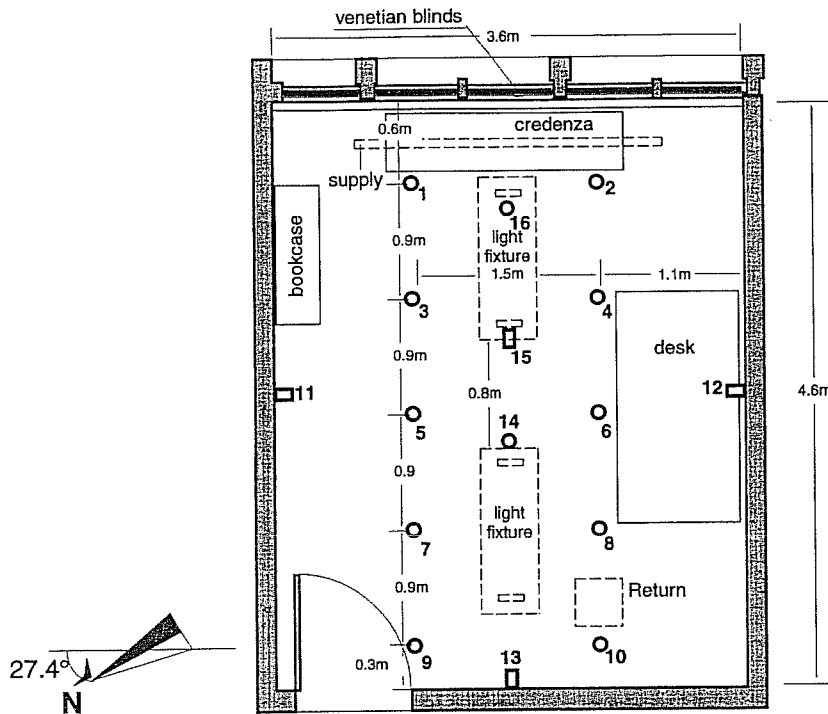 venetian blinds
3.6m
0.6m
credenza
supply
1
2
16
bookcase
0.9m
light
fixture
1.5m
1.1m
3
4
0.9m
15
desk
11
0.8m
12
4.6m
14
5
6
0.9
light
fixture
7
8
0.9m
Return
27.4°
N
0.3m
9
13
10